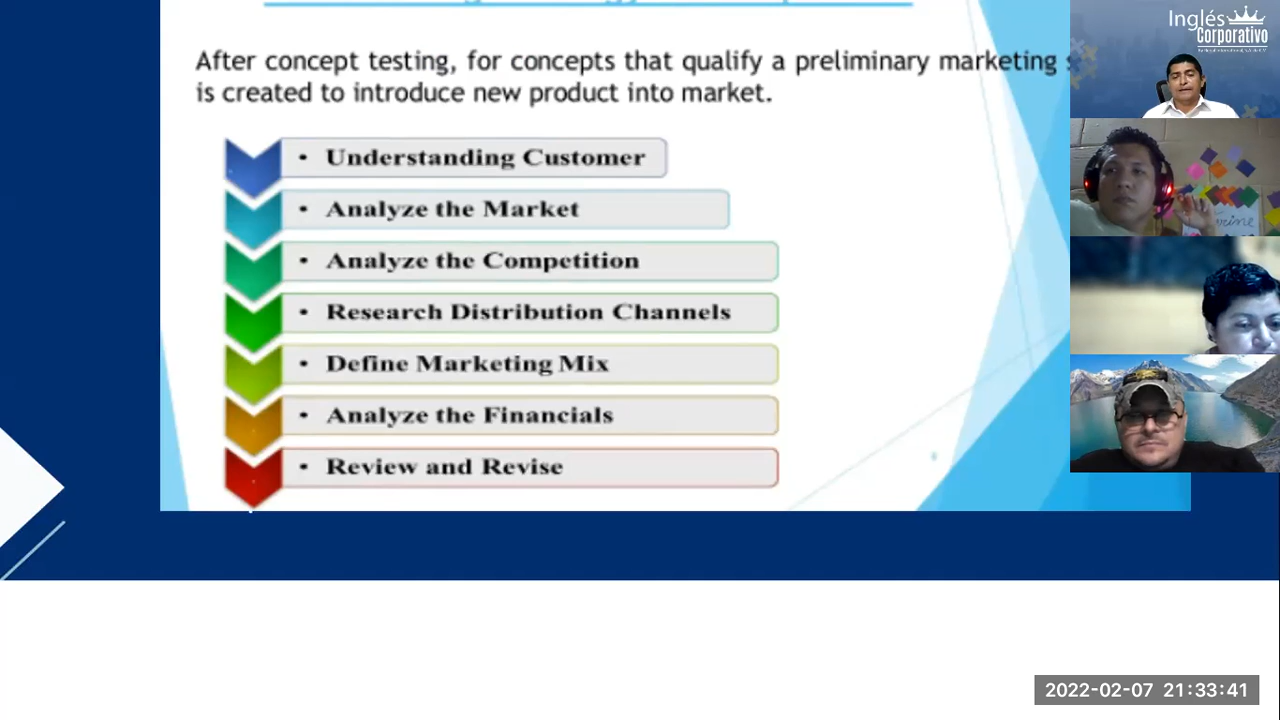 After concept testing, for concepts that qualify a preliminary marketing
is created to introduce new product into market.
• Understanding Customer
• Analyze the Market
• Analyze the Competition
• Research Distribution Channels
• Define Marketing Mix
• Analyze the Financials
• Review and Revise
Inglés
Corporativo
2022-02-07 21:33:41